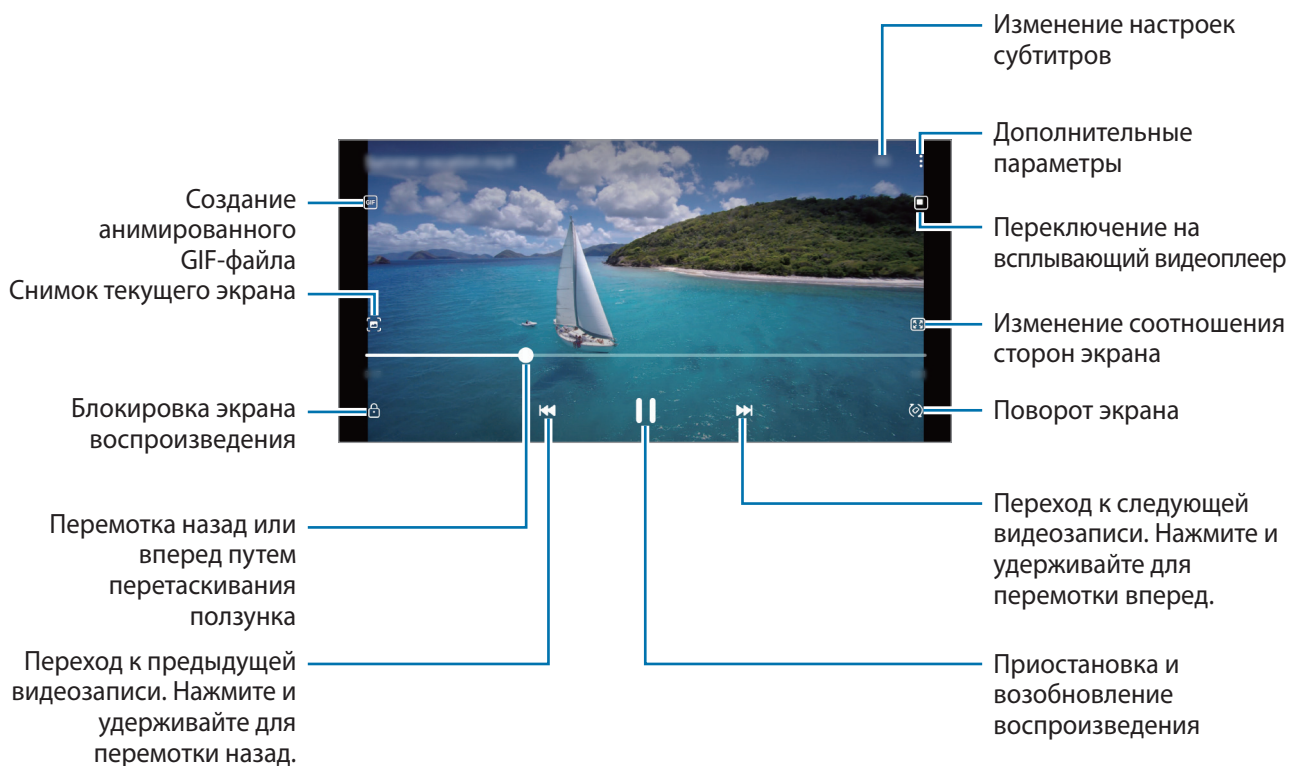 Изменение настроек
субтитров
Дополнительные
параметры
Создание
анимированного
GIF-файла
GIF
Переключение на
всплывающий видеоплеер
Снимок текущего экрана
Изменение соотношения
сторон экрана
Блокировка экрана
воспроизведения
Поворот экрана
Перемотка назад или
вперед путем
перетаскивания
ползунка
Переход к следующей
видеозаписи. Нажмите и
удерживайте для
перемотки вперед.
Переход к предыдущей
видеозаписи. Нажмите и
удерживайте для
перемотки назад.
Приостановка и
возобновление
воспроизведения